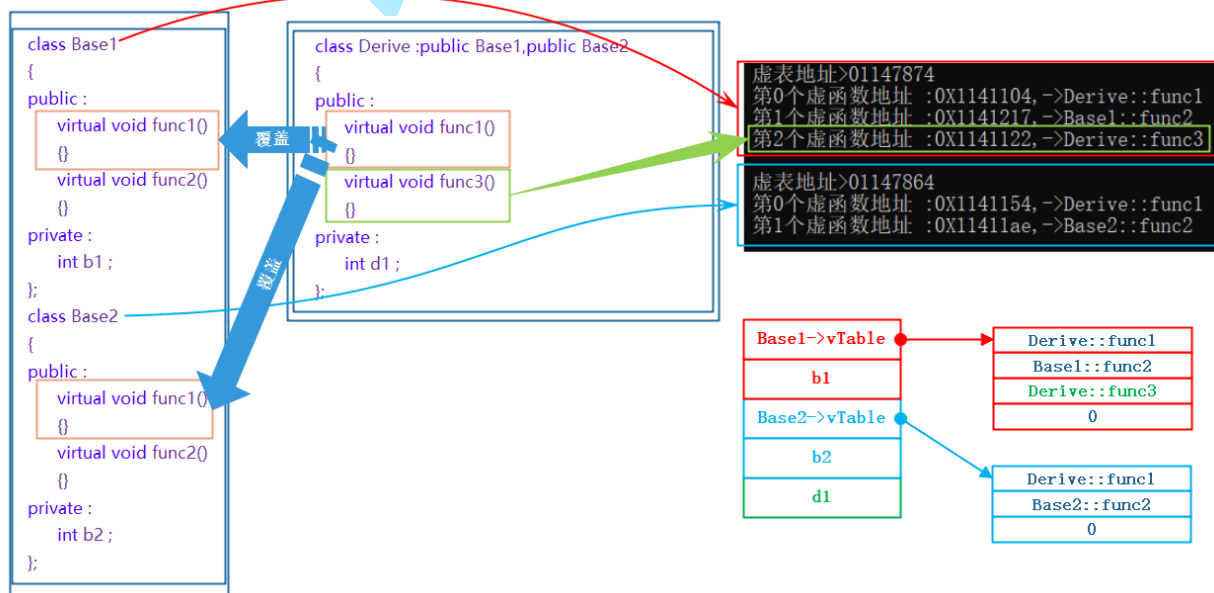 class Base1
{
public :
virtual void func1()
{}
virtual void func2()
{}
private :
int b1 ;
};
class Base2
{
public :
virtual void func1()
{}
virtual void func2()
{}
private :
int b2 ;
};
覆盖
覆盖
class Derive :public Base1,public Base2
{
public :
virtual void func1()
{}
virtual void func3()
{}
private :
int d1 ;
};
虚表地址>01147874
第0个虚函数地址 :0X1141104,->Derive::func1
第1个虚函数地址 :0X1141217,->Base1::func2
第2个虚函数地址 :0X1141122,->Derive::func3
虚表地址>01147864
第0个虚函数地址 :0X1141154,->Derive::func1
第1个虚函数地址 :0X11411ae,->Base2::func2
Base1->vTable
b1
Base2->vTable
b2
d1
Derive::func1
Base1::func2
Derive::func3
0
Derive::func1
Base2::func2
0